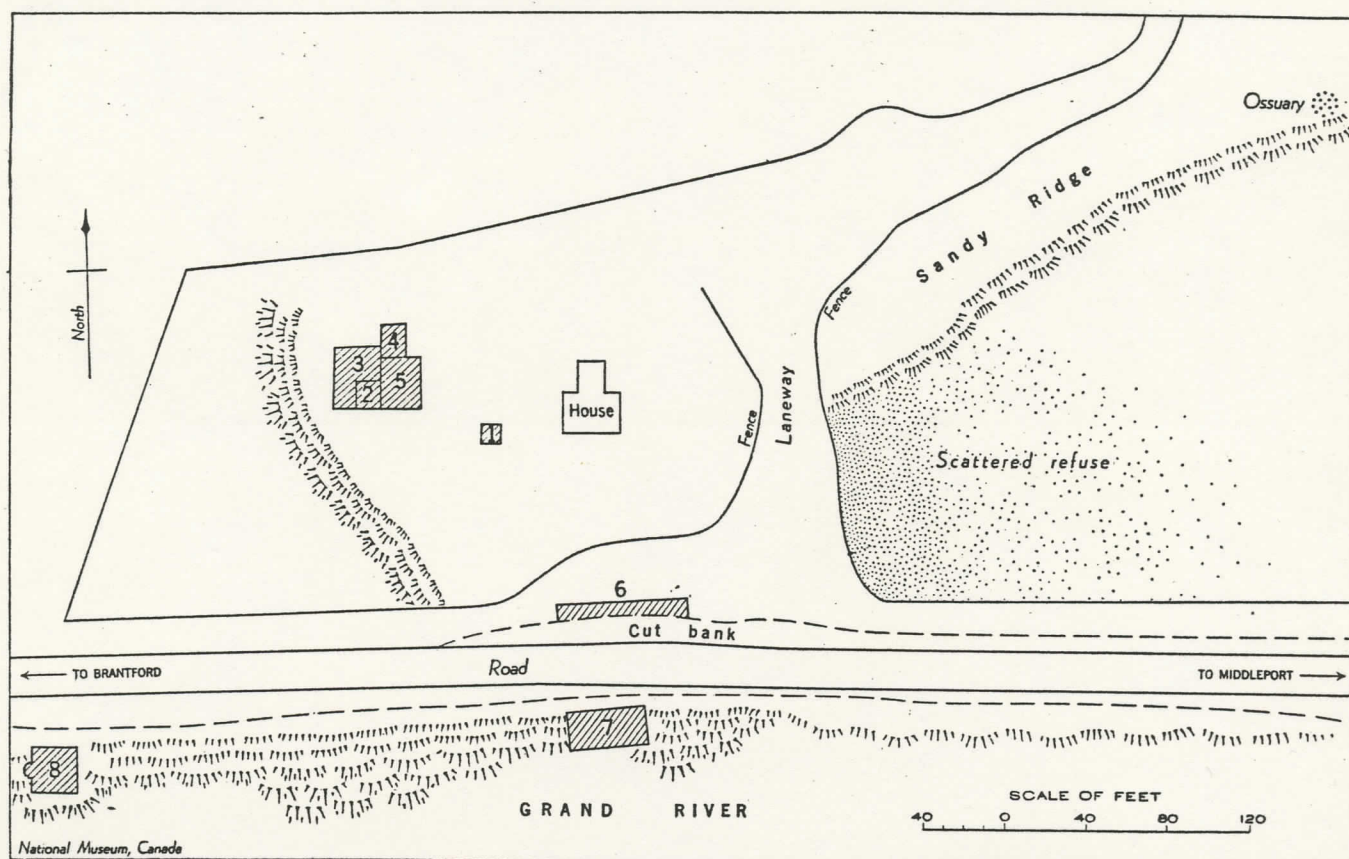 Ossuary
Sandy Ridge
North
Fence
4
3
5
2
House
Laneway
1
Fence
Scattered refuse
6
Cut bank
TO BRANTFORD
Road
TO MIDDLEPORT
7
8
GRAND RIVER
SCALE OF FEET
40 0 40 80 120
National Museum, Canada